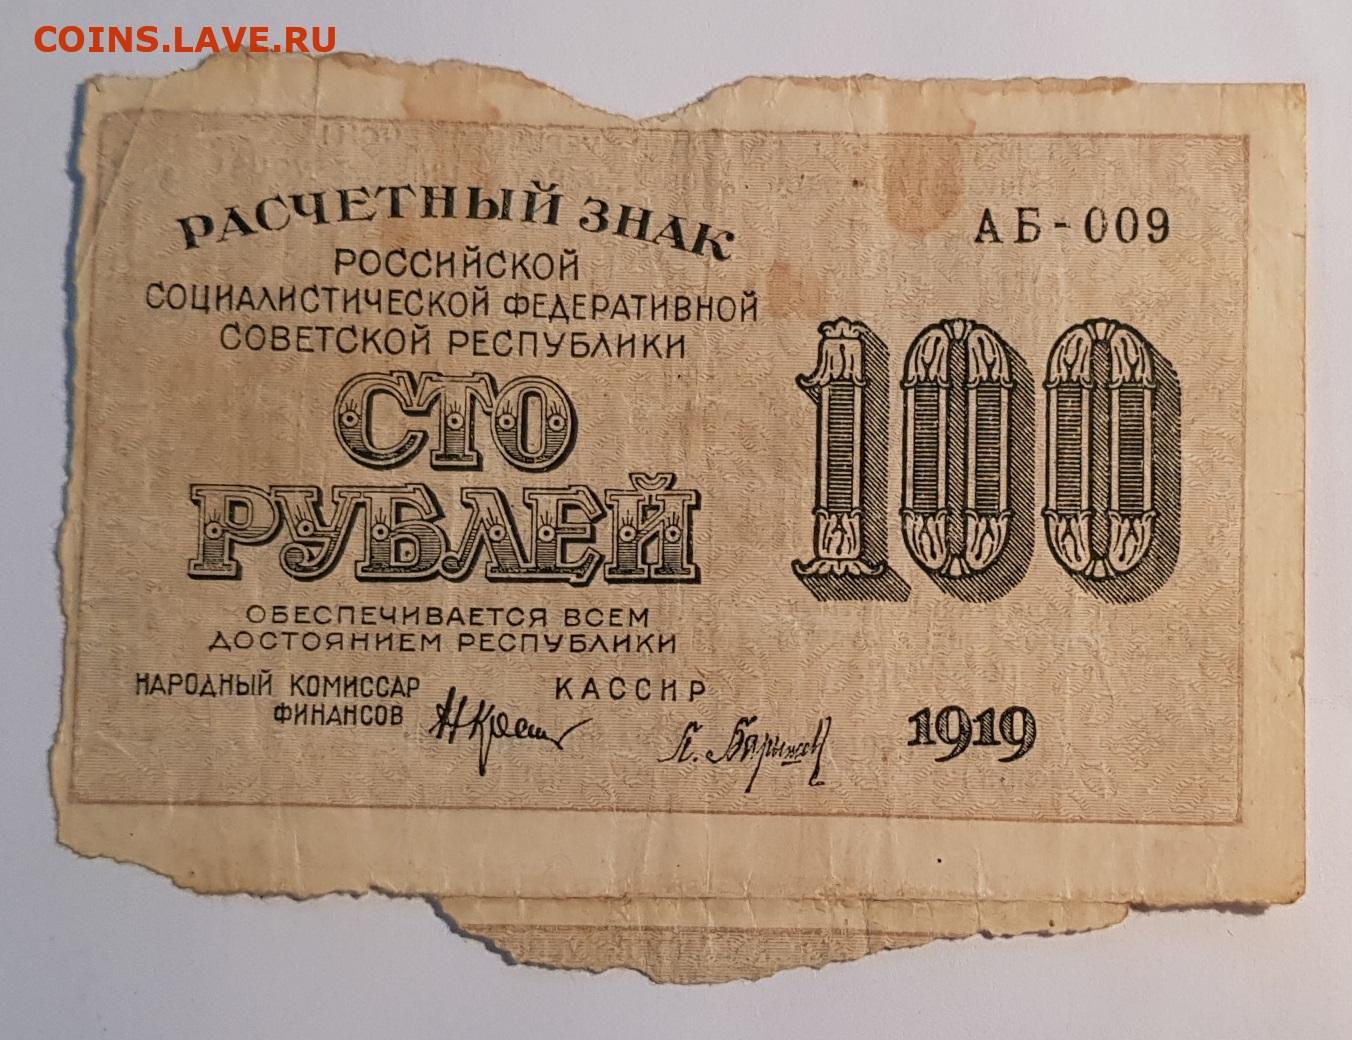 COINS.LAVE.RU
РАСЧЕТНЫЙ ЗНАК
АБ-009
РОССИЙСКОЙ
СОЦИАЛИСТИЧЕСКОЙ ФЕДЕРАТИВНОЙ
СОВЕТСКОЙ РЕСПУБЛИКИ
100
СТО
РУБЛЕЙ
ОБЕСПЕЧИВАЕТСЯ ВСЕМ
ДОСТОЯНИЕМ РЕСПУБЛИКИ
НАРОДНЫЙ КОМИССАР
ФИНАНСОВ
КАССИР
1919